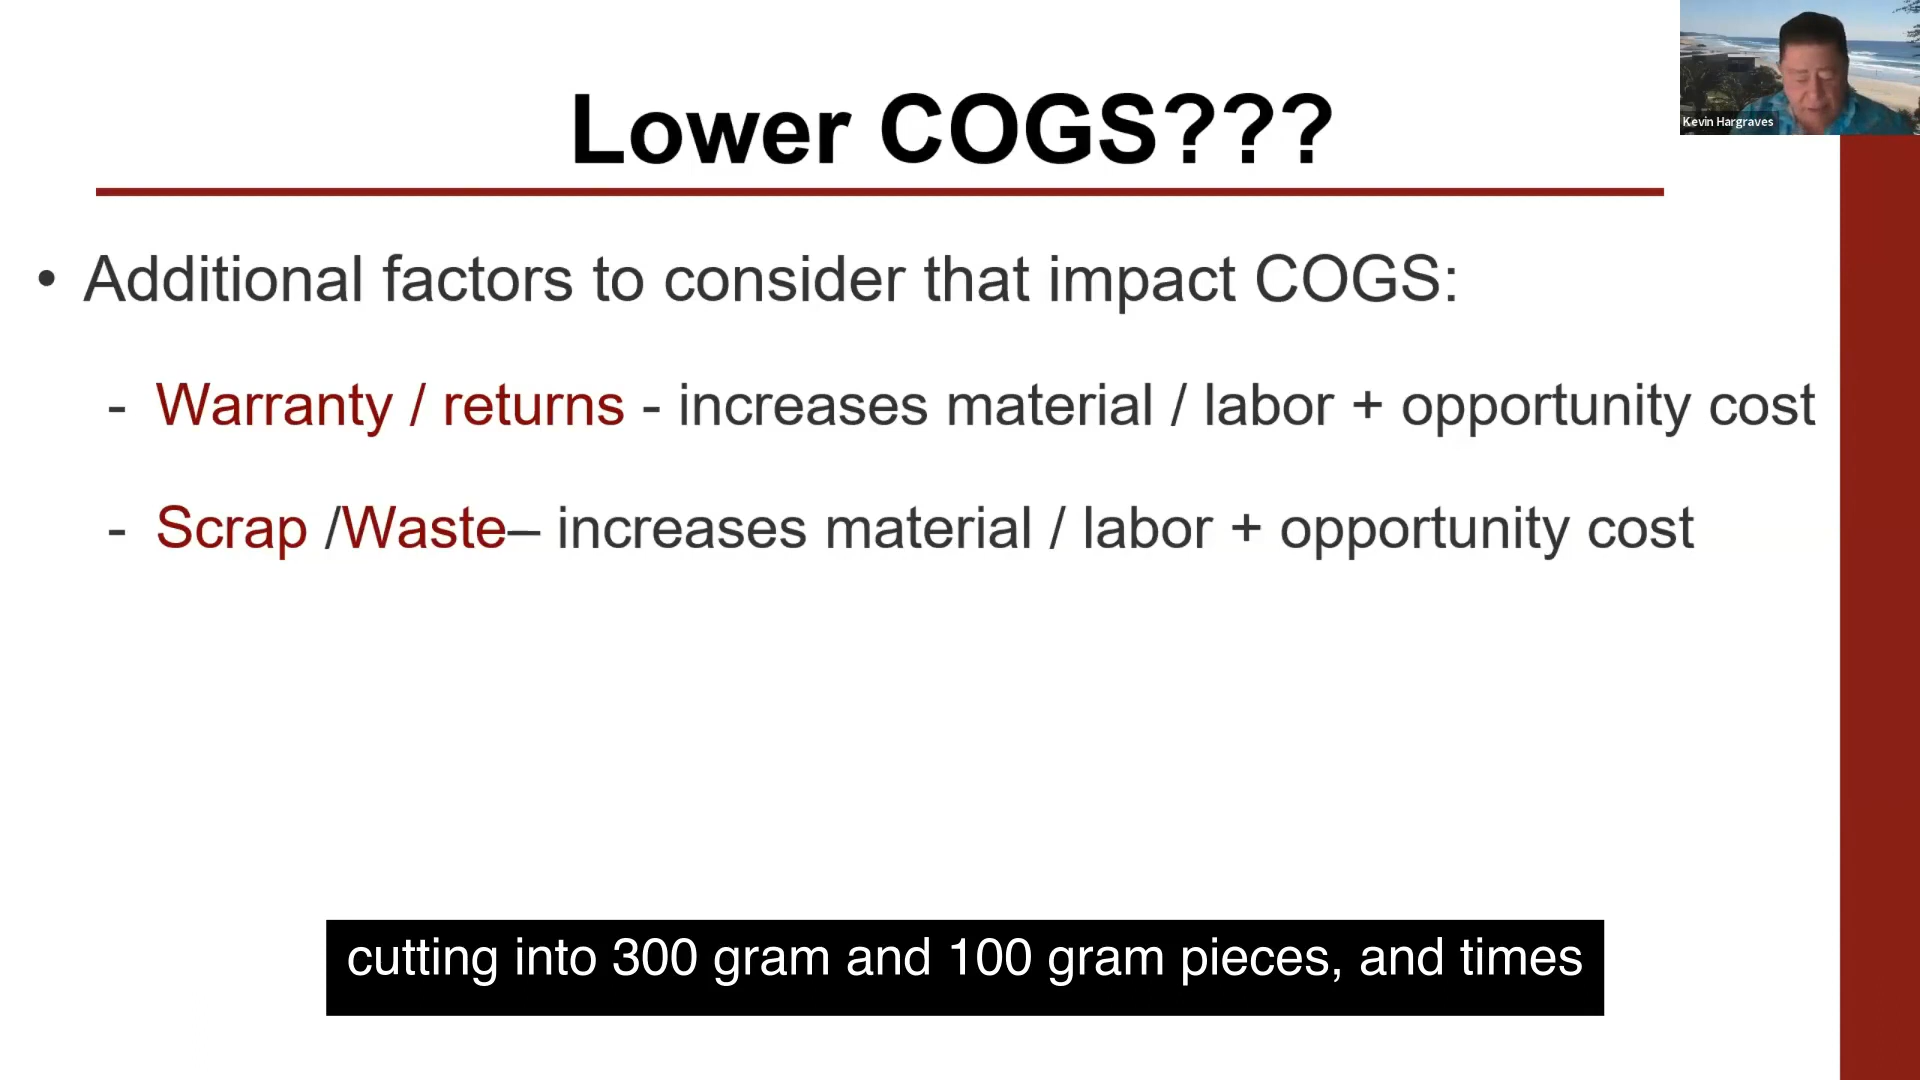 Lower COGS???
Kevin Hargraves
• Additional factors to consider that impact COGS:
- Warranty / returns - increases material / labor + opportunity cost
- Scrap /Waste– increases material / labor + opportunity cost
cutting into 300 gram and 100 gram pieces, and times